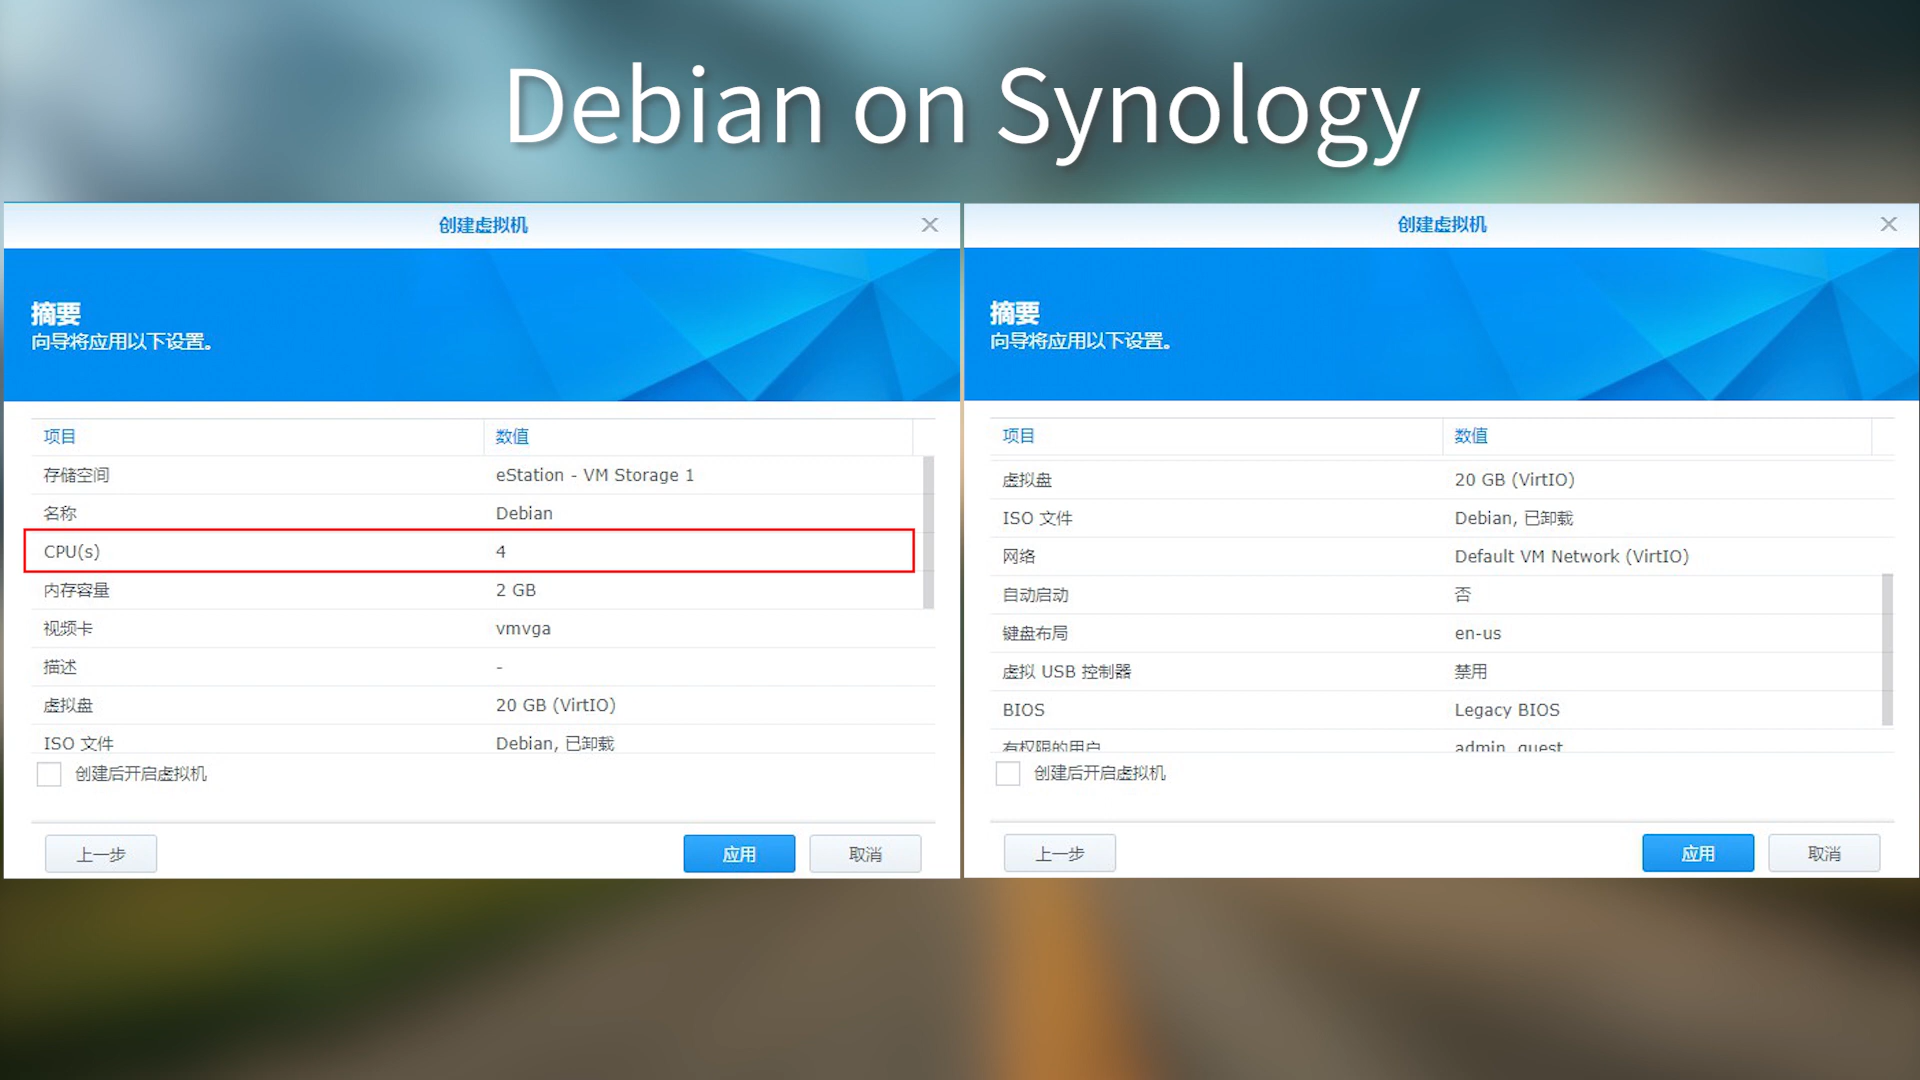 Debian on Synology
创建虚拟机
摘要
向导将应用以下设置。
项目 数值
存储空间 eStation - VM Storage 1
名称 Debian
CPU(s) 4
内存容量 2 GB
视频卡 vmvga
描述 -
虚拟盘 20 GB (VirtIO)
ISO 文件 Debian, 已卸载
创建后开启虚拟机
上一步 应用 取消
创建虚拟机
摘要
向导将应用以下设置。
项目 数值
虚拟盘 20 GB (VirtIO)
ISO 文件 Debian, 已卸载
网络 Default VM Network (VirtIO)
自动启动 否
键盘布局 en-us
虚拟 USB 控制器 禁用
BIOS Legacy BIOS
有权限的用户 admin, guest
创建后开启虚拟机
上一步 应用 取消